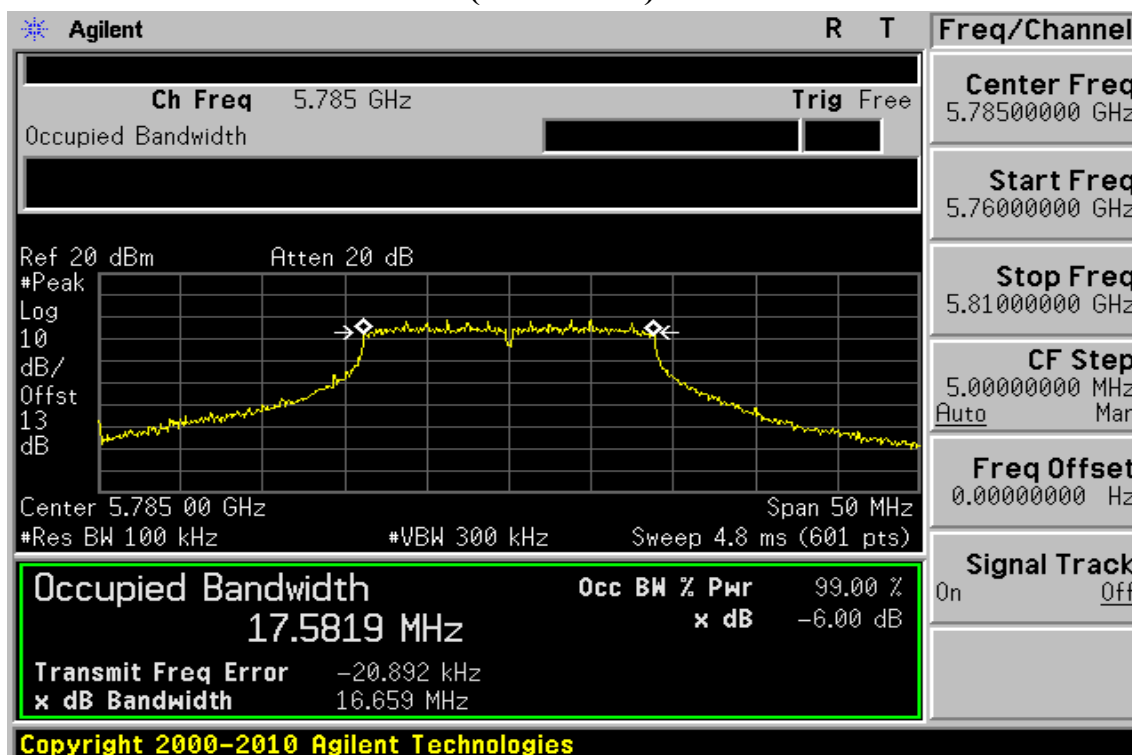 Agilent R T
Freq/Channel
Ch Freq 5.785 GHz Trig Free
Occupied Bandwidth
Center Freq
5.78500000 GHz
Start Freq
5.76000000 GHz
Stop Freq
5.81000000 GHz
CF Step
5.00000000 MHz
Auto Man
Freq Offset
0.00000000 Hz
Signal Track
On Off
Ref 20 dBm Atten 20 dB
#Peak
Log
10
dB/
Offst
13
dB
Center 5.785 00 GHz Span 50 MHz
#Res BW 100 kHz #VBW 300 kHz Sweep 4.8 ms (601 pts)
Occupied Bandwidth
17.5819 MHz
Occ BW % Pwr 99.00 %
x dB -6.00 dB
Transmit Freq Error -20.892 kHz
x dB Bandwidth 16.659 MHz
Copyright 2000-2010 Agilent Technologies